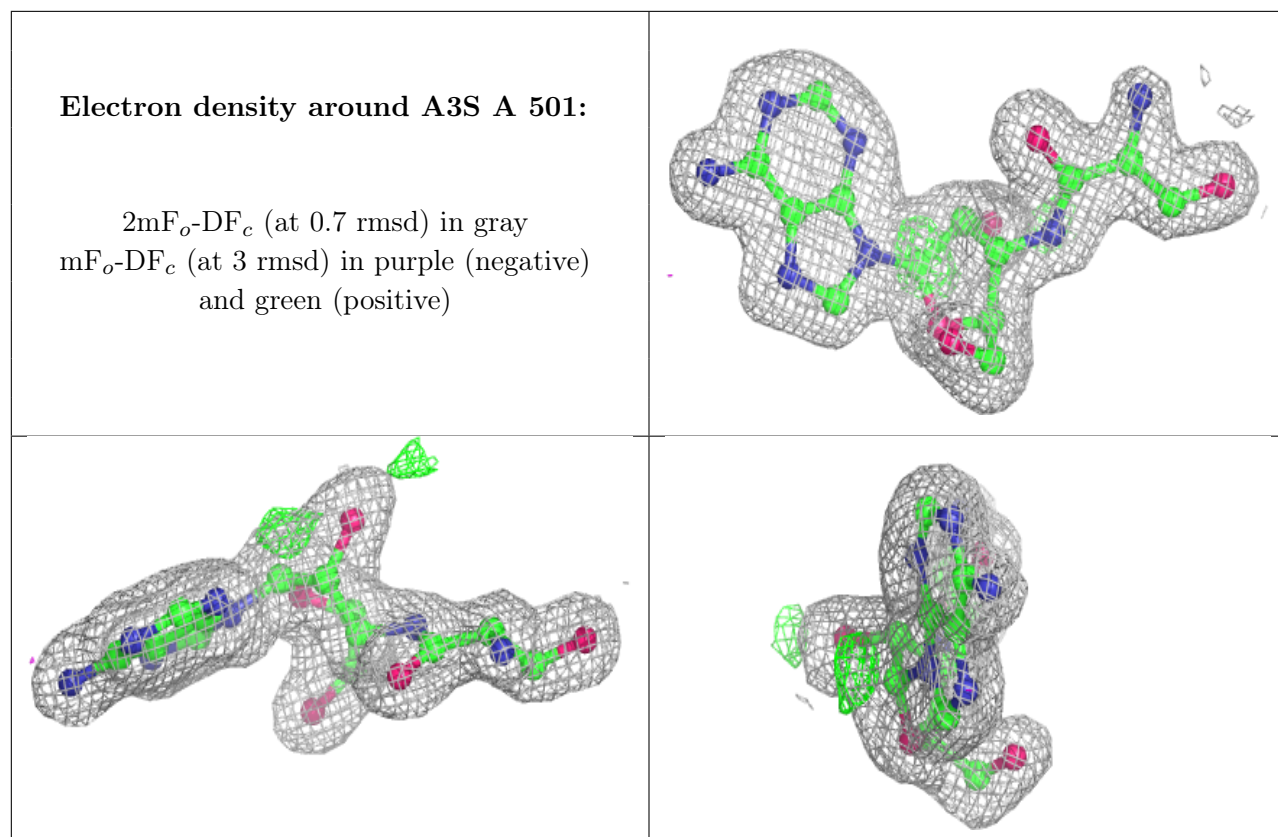 Electron density around A3S A 501:
2mFo-DFc (at 0.7 rmsd) in gray
mFo-DFc (at 3 rmsd) in purple (negative)
and green (positive)